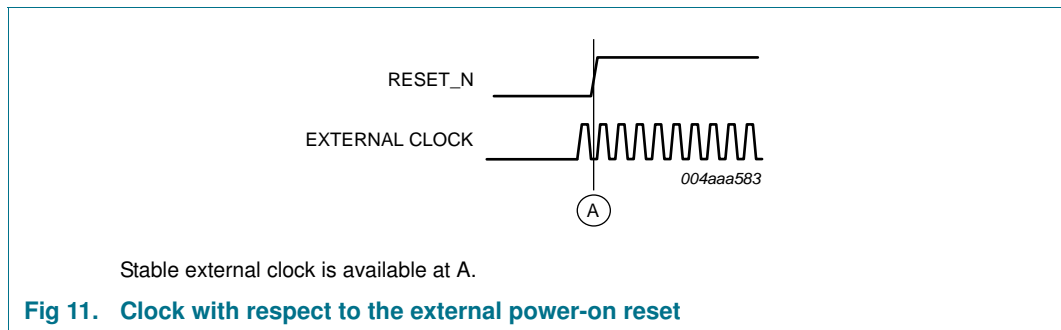 RESET_N
EXTERNAL CLOCK
004aaa583
A
Stable external clock is available at A.
Fig 11. Clock with respect to the external power-on reset